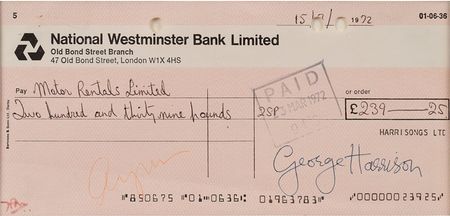 5 15/2/ 1972 01-06-36
National Westminster Bank Limited
Old Bond Street Branch
47 Old Bond Street, London W1X 4HS
Pay Motor Rentals Limited or order
Two hundred and thirty nine pounds 25P £239—25
PAID
3 MAR 1972
HARRISONGS LTD
George Harrison
⑈850675 01⑉0636⑆ 01963783⑈ ⑈0000023925⑈